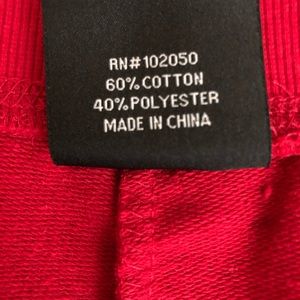 RN#102050
60% COTTON
40% POLYESTER
MADE IN CHINA